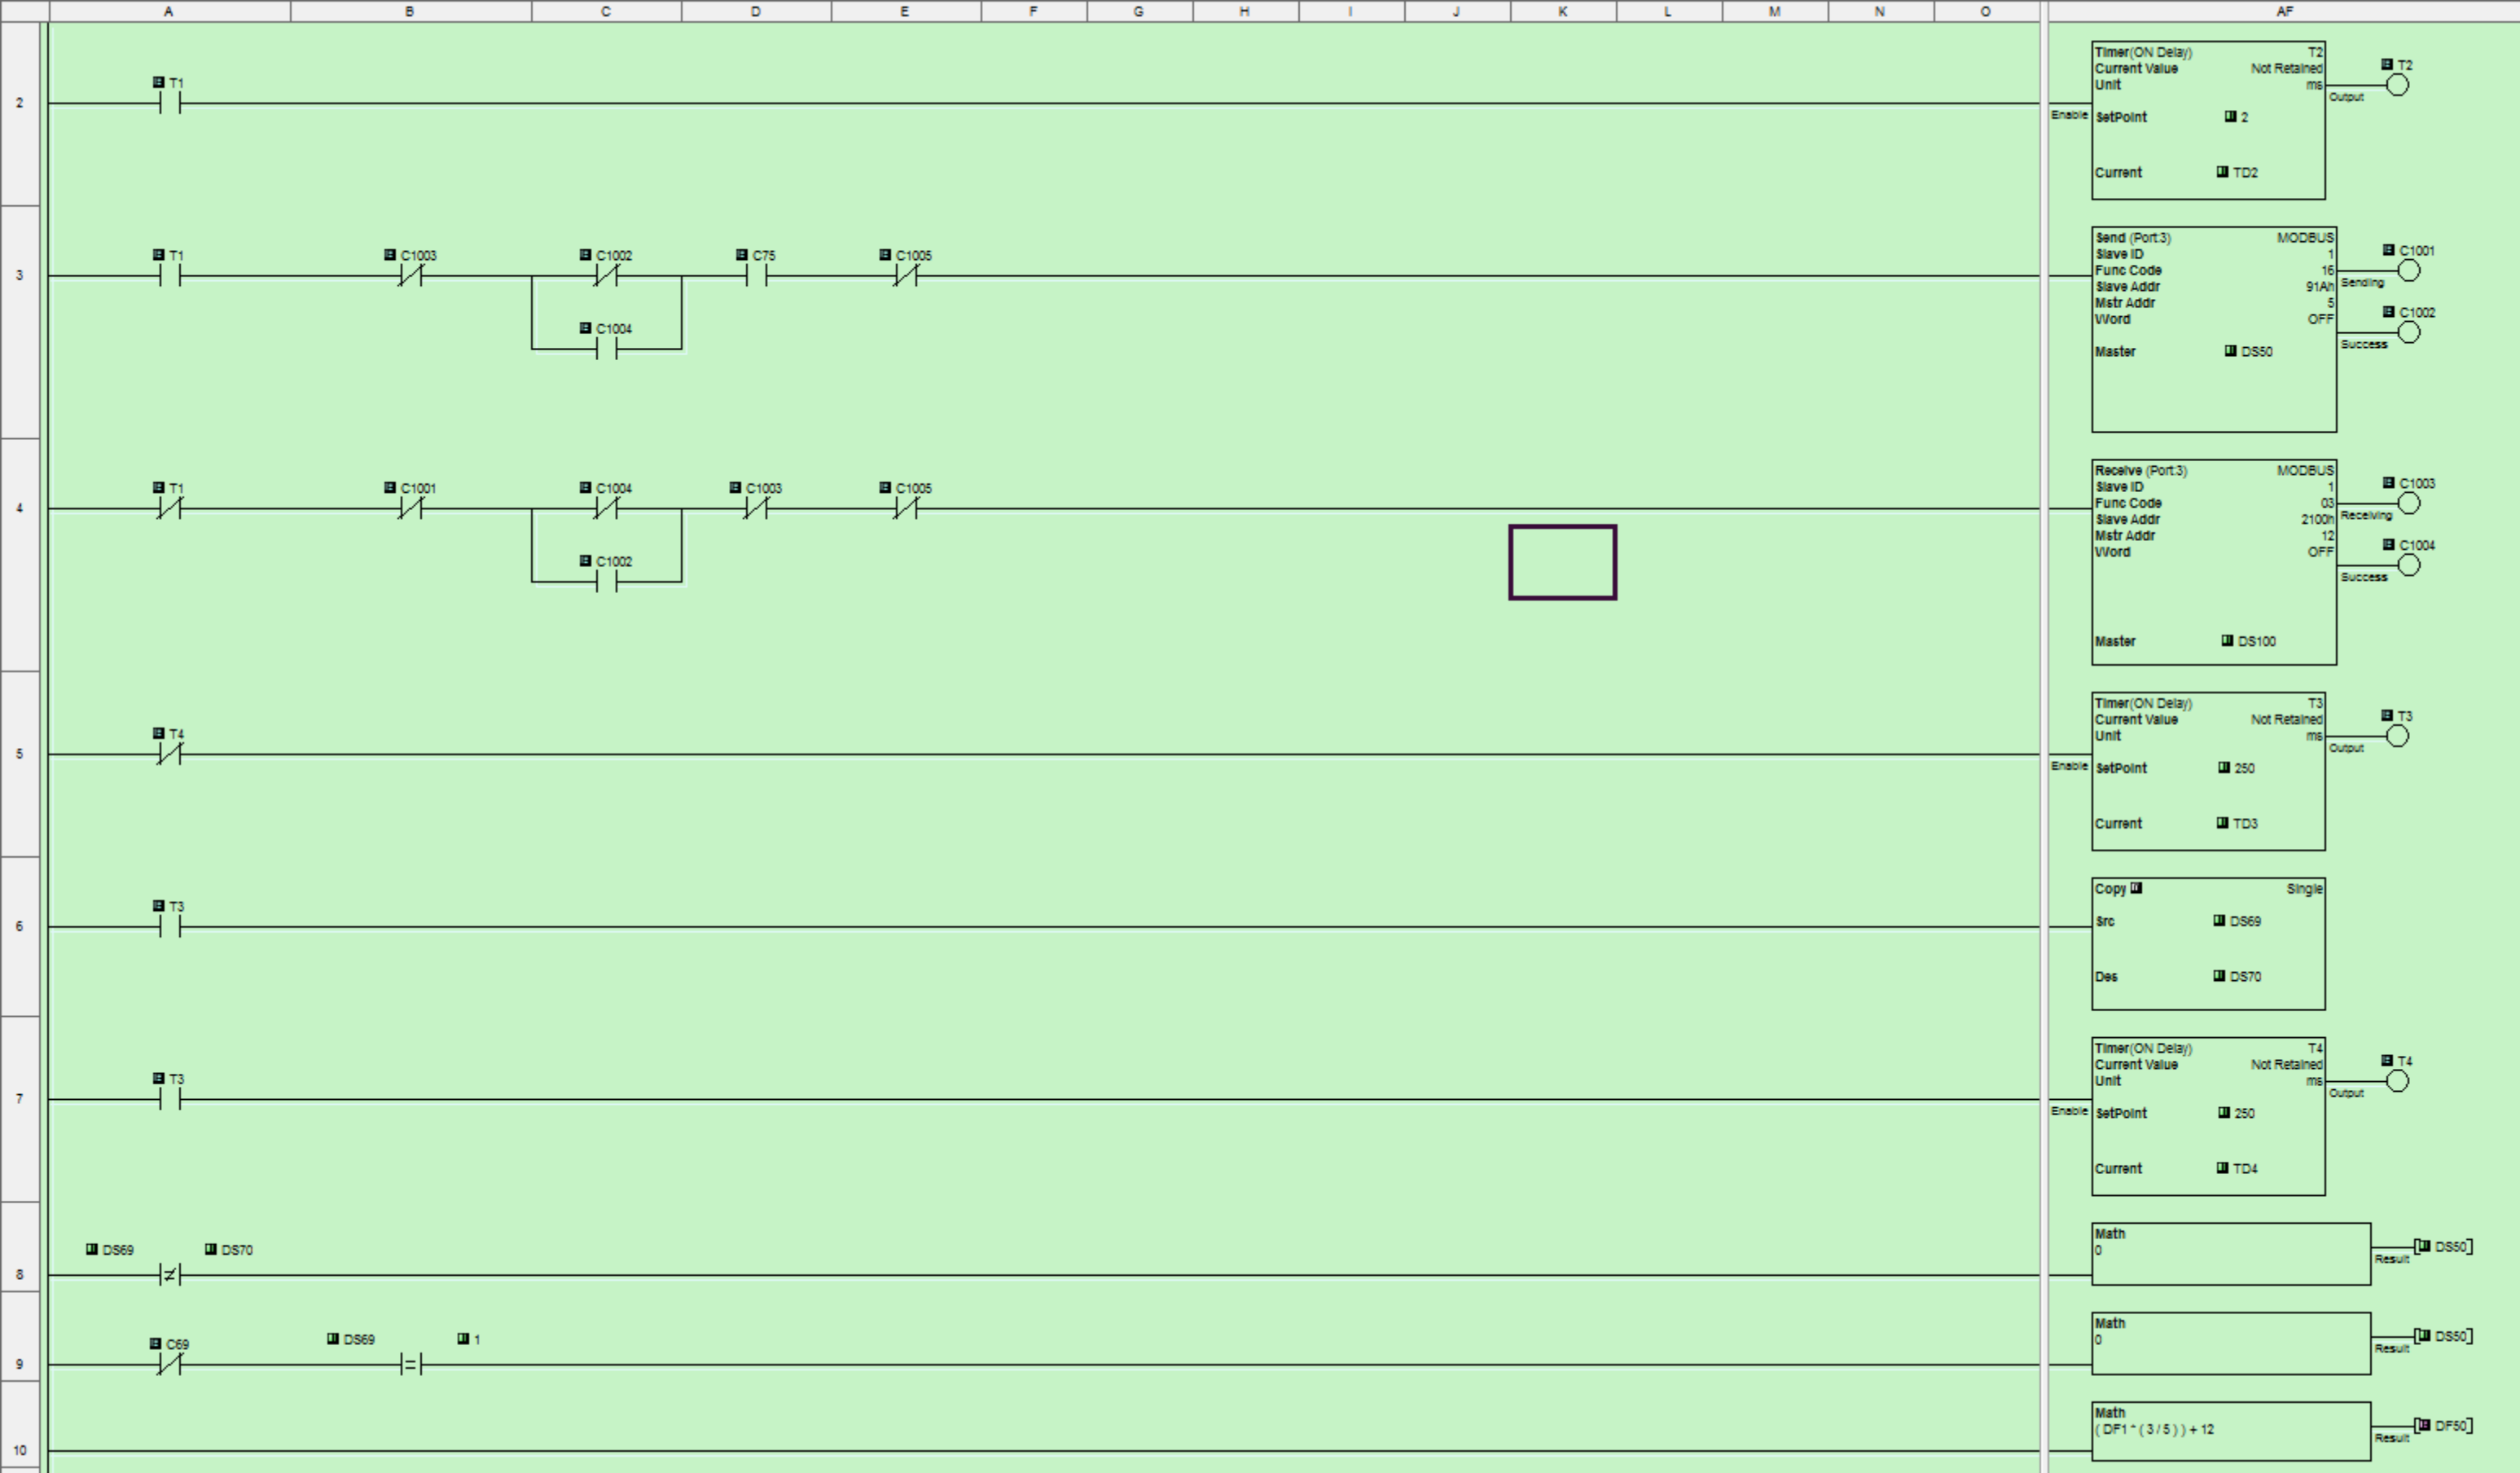 A B C D E F G H I J K L M N O AF
2
T1
Timer(ON Delay) T2
Current Value Not Retained
Unit ms
Enable SetPoint 2
Current TD2
T2
Output
3
T1 C1003 C1002 C75 C1005
C1004
Send (Port:3) MODBUS
Slave ID 1
Func Code 16
Slave Addr 91Ah
Mstr Addr 5
Word OFF
Master DS50
C1001
Sending
C1002
Success
4
T1 C1001 C1004 C1003 C1005
C1002
Receive (Port:3) MODBUS
Slave ID 1
Func Code 03
Slave Addr 2100h
Mstr Addr 12
Word OFF
Master DS100
C1003
Receiving
C1004
Success
5
T4
Timer(ON Delay) T3
Current Value Not Retained
Unit ms
Enable SetPoint 250
Current TD3
T3
Output
6
T3
Copy Single
Src DS69
Des DS70
7
T3
Timer(ON Delay) T4
Current Value Not Retained
Unit ms
Enable SetPoint 250
Current TD4
T4
Output
8
DS69 ≠ DS70
Math
0
Result DS50
9
C69 DS69 = 1
Math
0
Result DS50
10
Math
( DF1 * ( 3 / 5 ) ) + 12
Result DF50